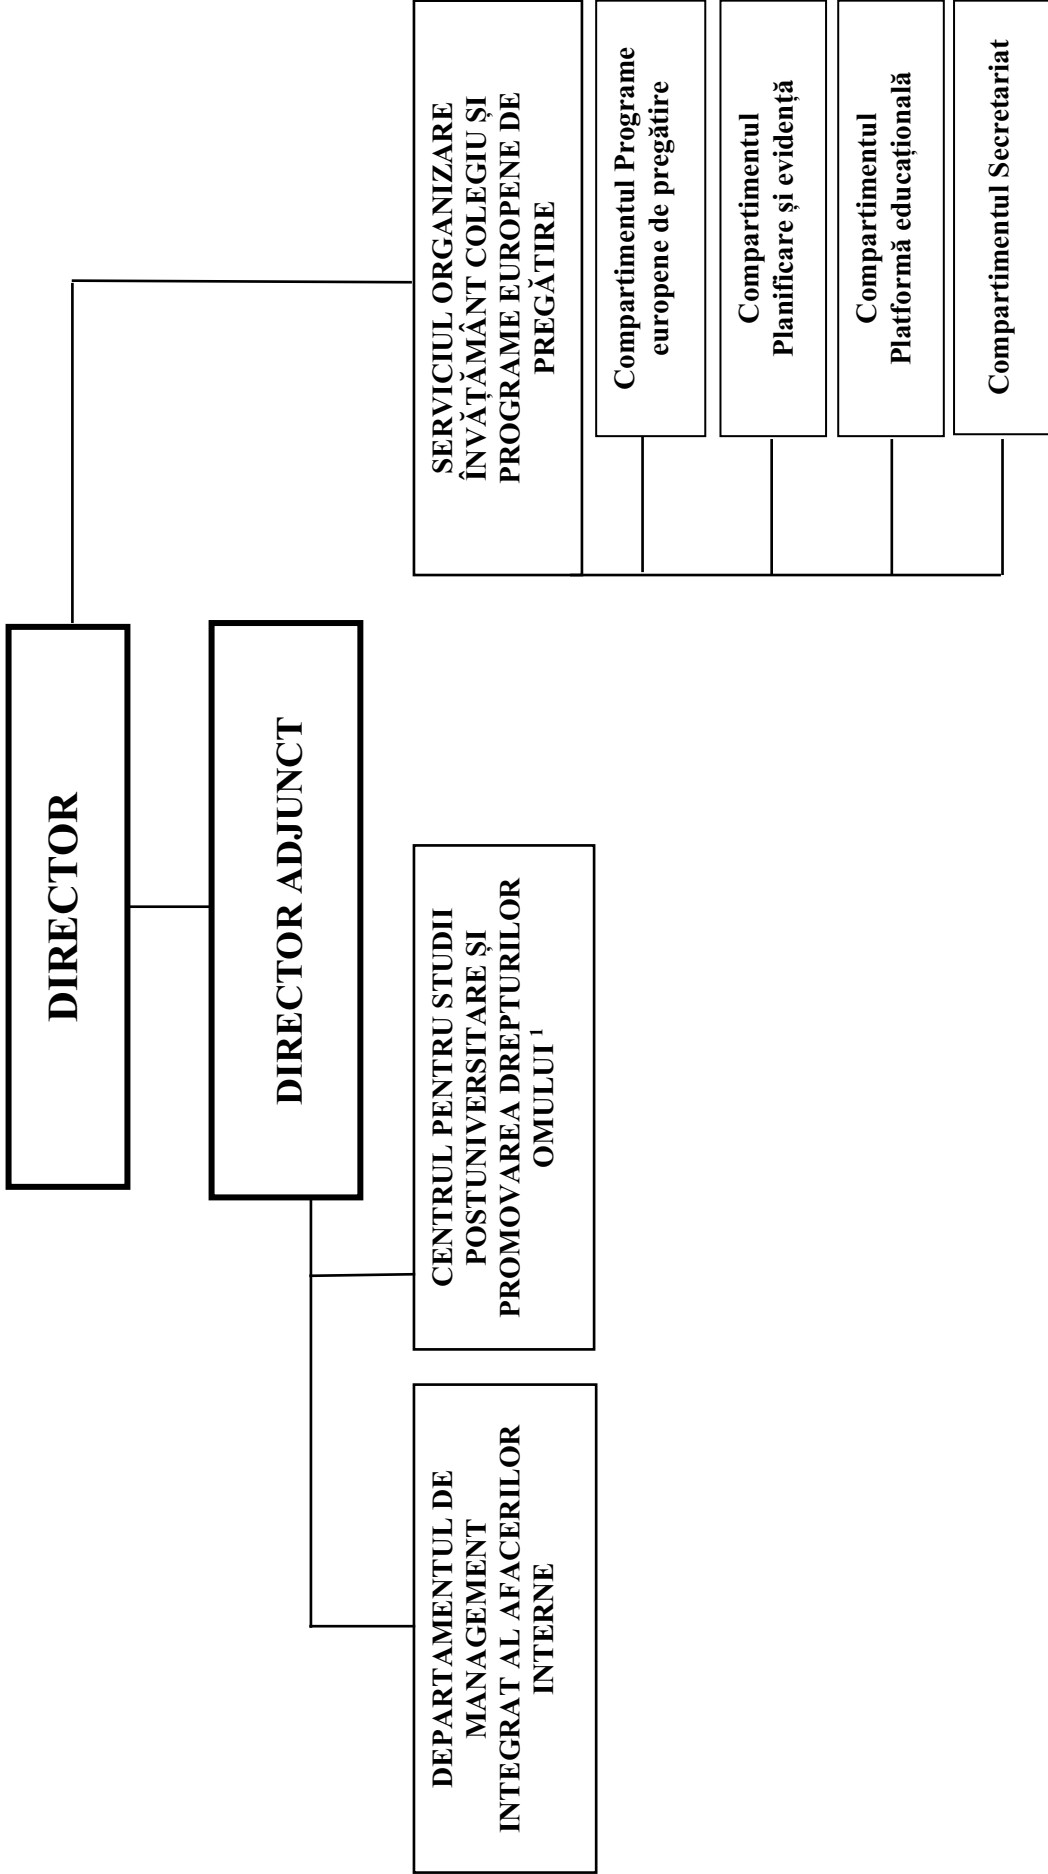 DIRECTOR
DIRECTOR ADJUNCT
DEPARTAMENTUL DE
MANAGEMENT
INTEGRAT AL AFACERILOR
INTERNE
CENTRUL PENTRU STUDII
POSTUNIVERSITARE ȘI
PROMOVAREA DREPTURILOR
OMULUI ¹
SERVICIUL ORGANIZARE
ÎNVĂȚĂMÂNT COLEGIU ȘI
PROGRAME EUROPENE DE
PREGĂTIRE
Compartimentul Programe
europene de pregătire
Compartimentul
Planificare și evidență
Compartimentul
Platformă educațională
Compartimentul Secretariat